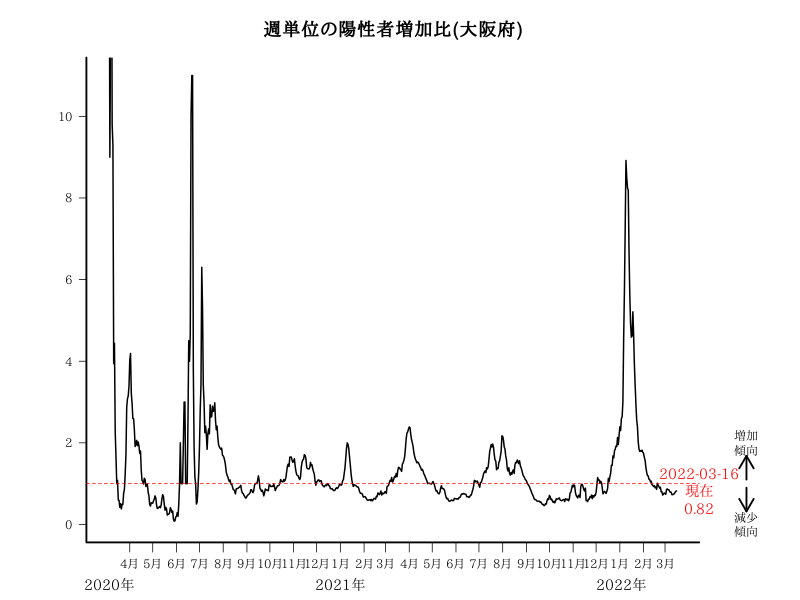 週単位の陽性者増加比(大阪府)
10
8
6
4
2
0
増加
傾向
2022-03-16
現在
0.82
減少
傾向
4月 5月 6月 7月 8月 9月 10月 11月 12月 1月 2月 3月 4月 5月 6月 7月 8月 9月 10月 11月 12月 1月 2月 3月
2020年 2021年 2022年